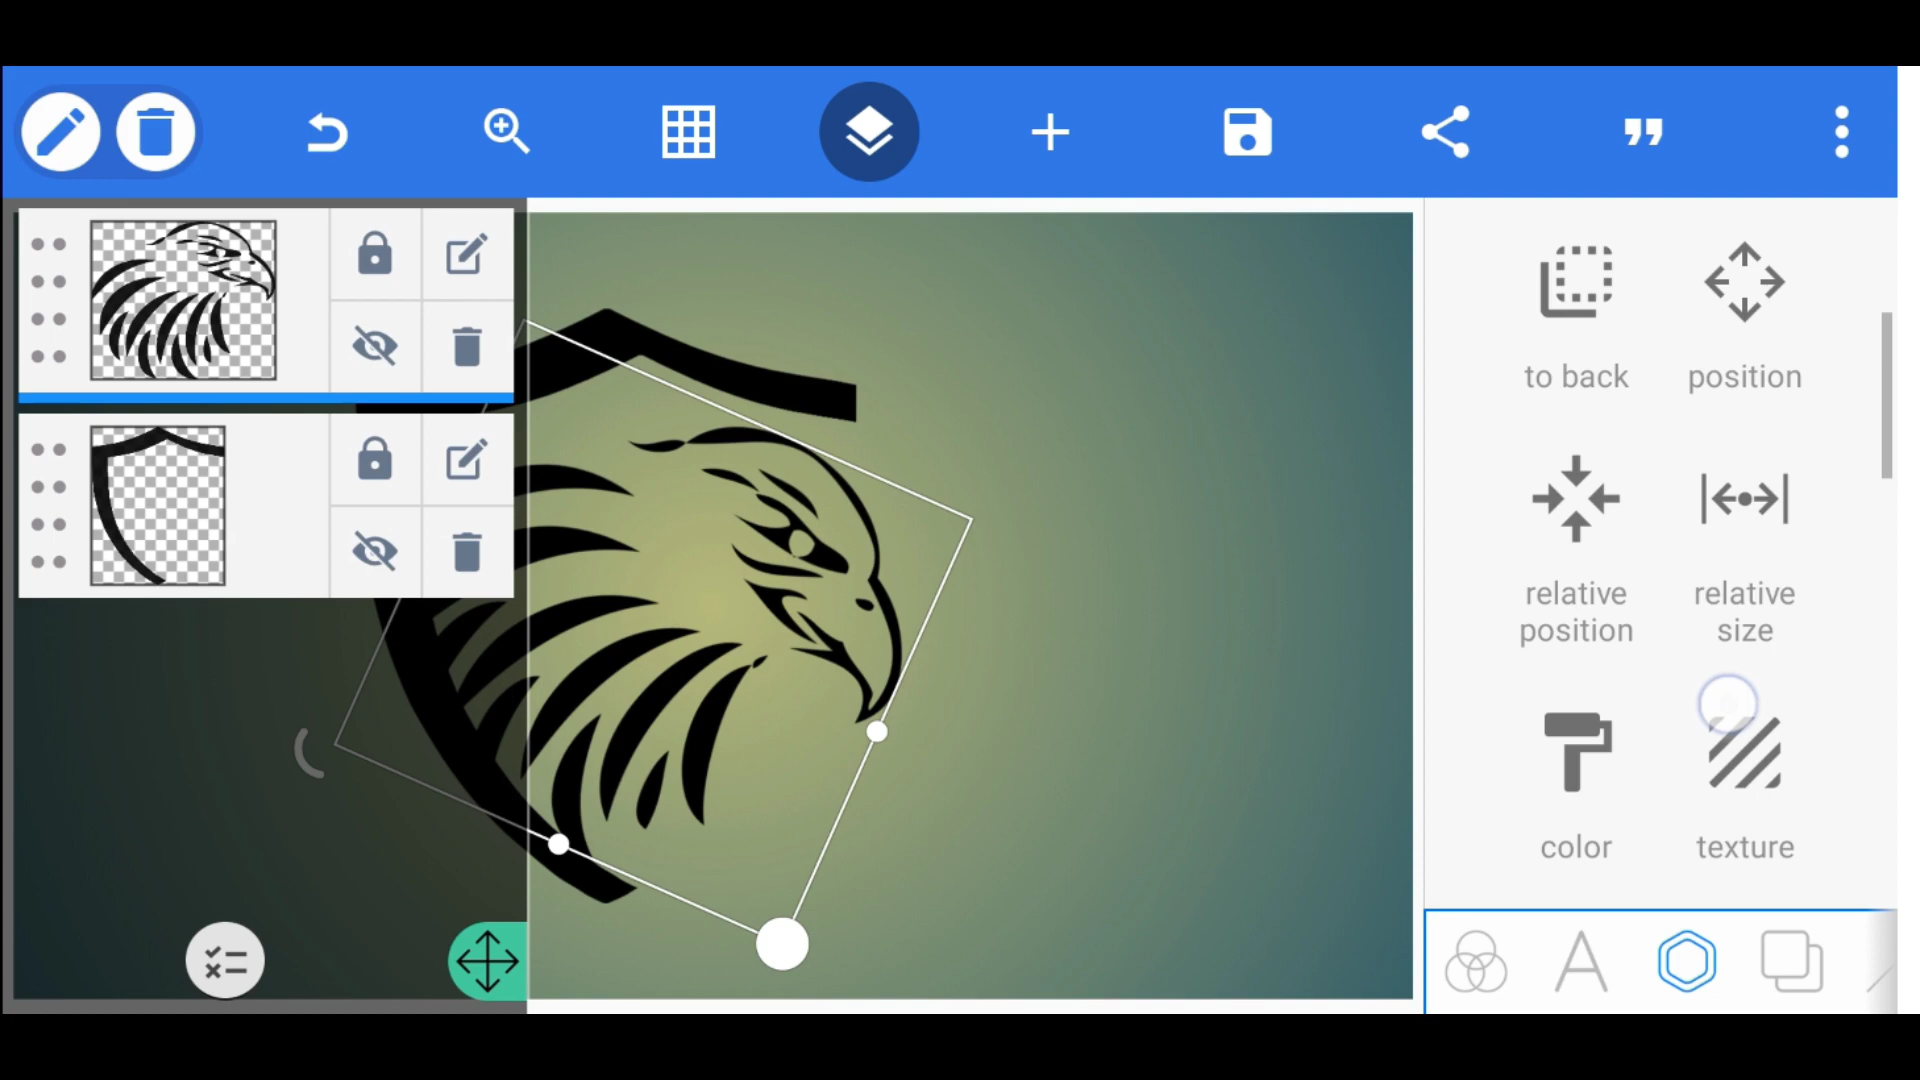 to back
position
relative
position
relative
size
color
texture